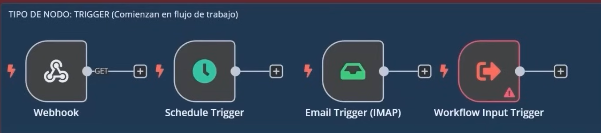 TIPO DE NODO: TRIGGER (Comienzan en flujo de trabajo)
GET
Webhook
Schedule Trigger
Email Trigger (IMAP)
Workflow Input Trigger